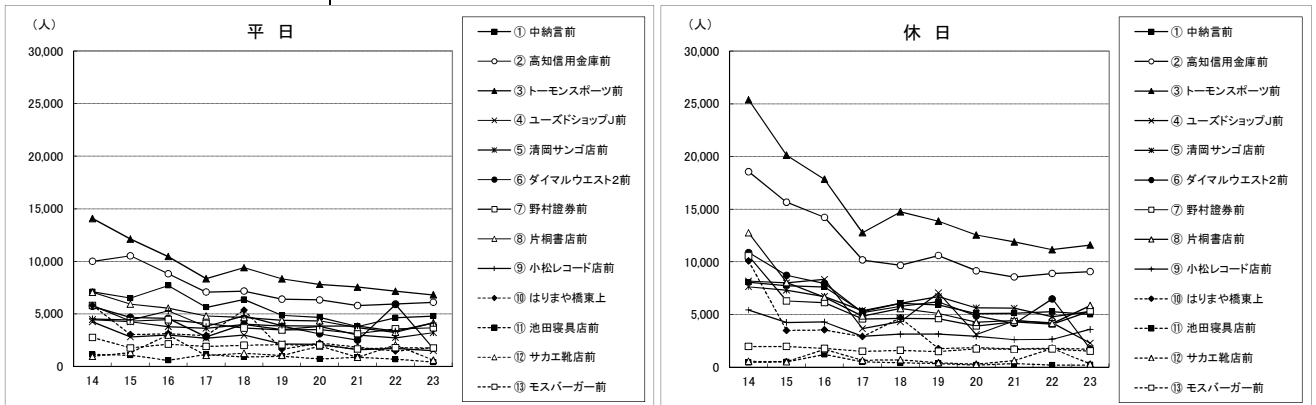 （人）
平 日
30,000
25,000
20,000
15,000
10,000
5,000
0
14 15 16 17 18 19 20 21 22 23
① 中納言前
② 高知信用金庫前
③ トーモンスポーツ前
④ ユーズドショップJ前
⑤ 清岡サンゴ店前
⑥ ダイマルウエスト2前
⑦ 野村證券前
⑧ 片桐書店前
⑨ 小松レコード店前
⑩ はりまや橋東上
⑪ 池田寝具店前
⑫ サカエ靴店前
⑬ モスバーガー前
（人）
休 日
30,000
25,000
20,000
15,000
10,000
5,000
0
14 15 16 17 18 19 20 21 22 23
① 中納言前
② 高知信用金庫前
③ トーモンスポーツ前
④ ユーズドショップJ前
⑤ 清岡サンゴ店前
⑥ ダイマルウエスト2前
⑦ 野村證券前
⑧ 片桐書店前
⑨ 小松レコード店前
⑩ はりまや橋東上
⑪ 池田寝具店前
⑫ サカエ靴店前
⑬ モスバーガー前